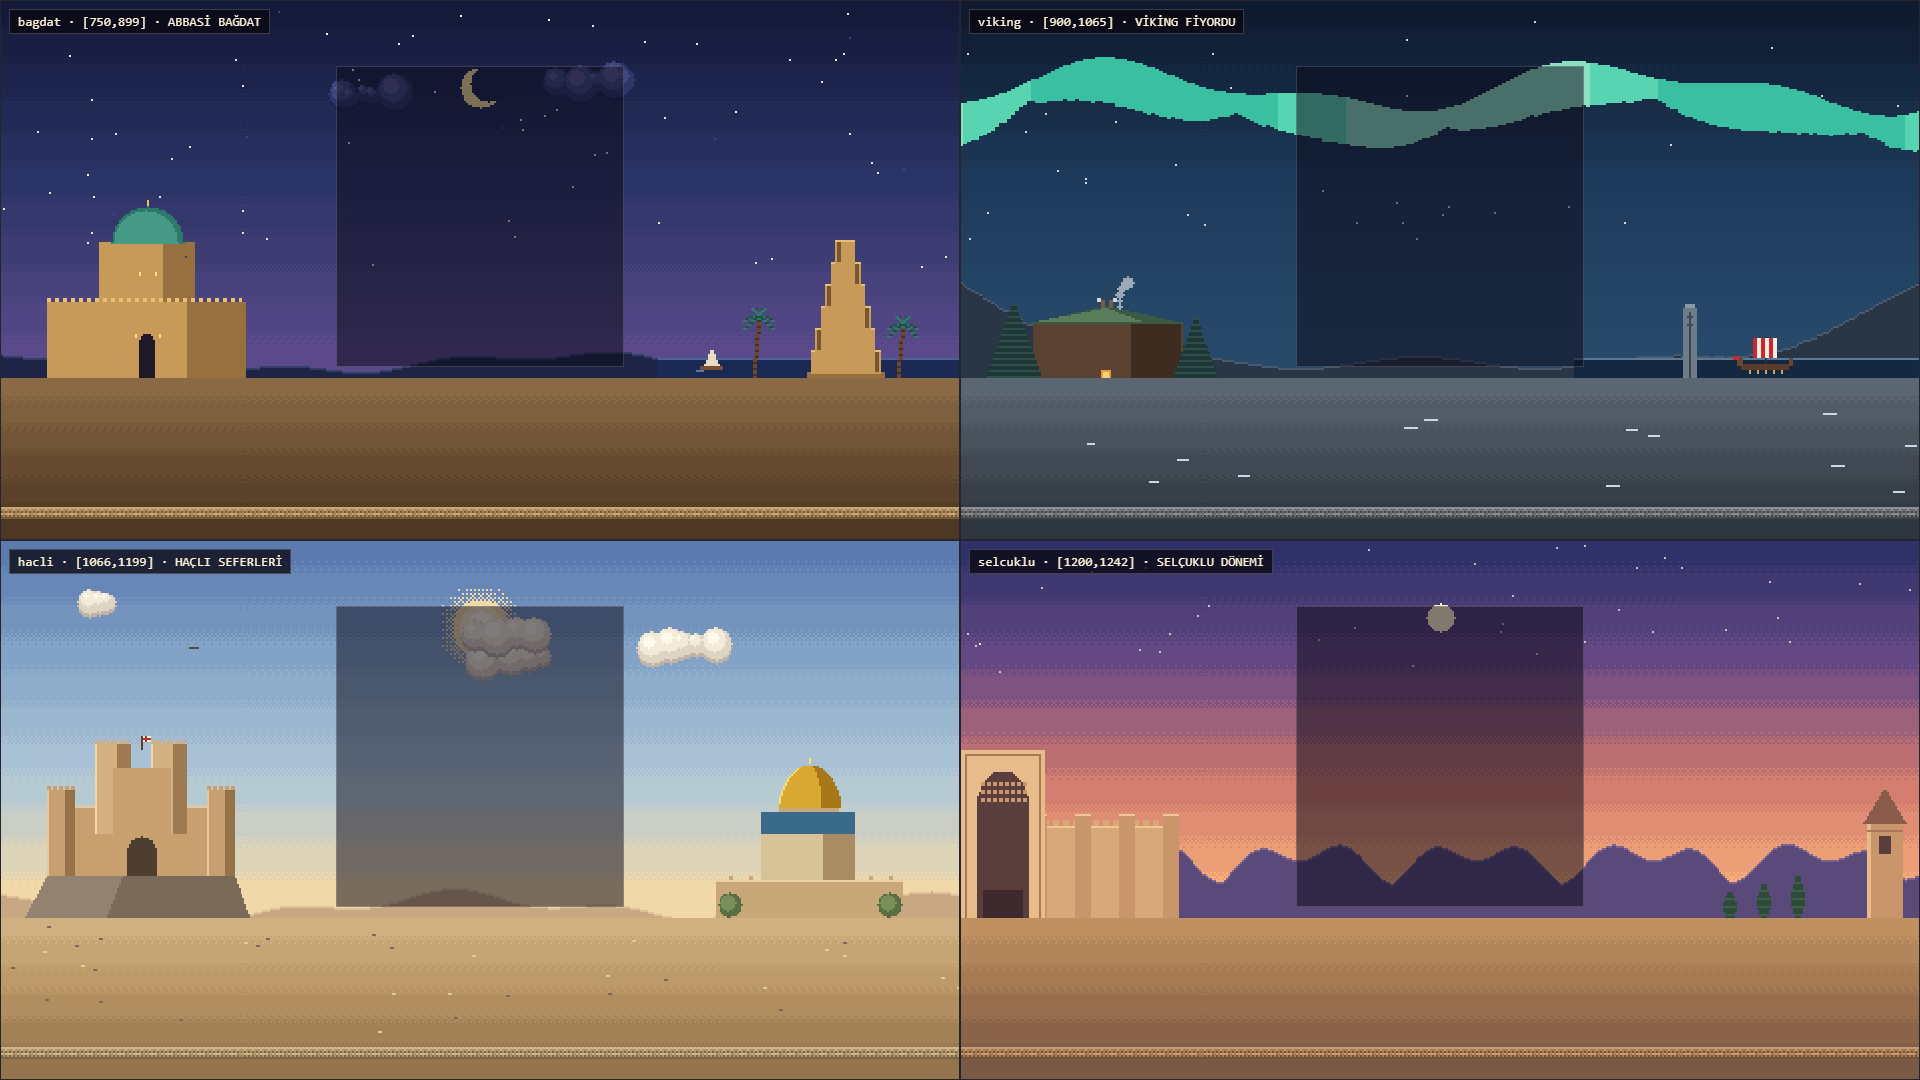 bagdat · [750,899] · ABBASİ BAĞDAT
viking · [900,1065] · VİKİNG FİYORDU
hacli · [1066,1199] · HAÇLI SEFERLERİ
selcuklu · [1200,1242] · SELÇUKLU DÖNEMİ